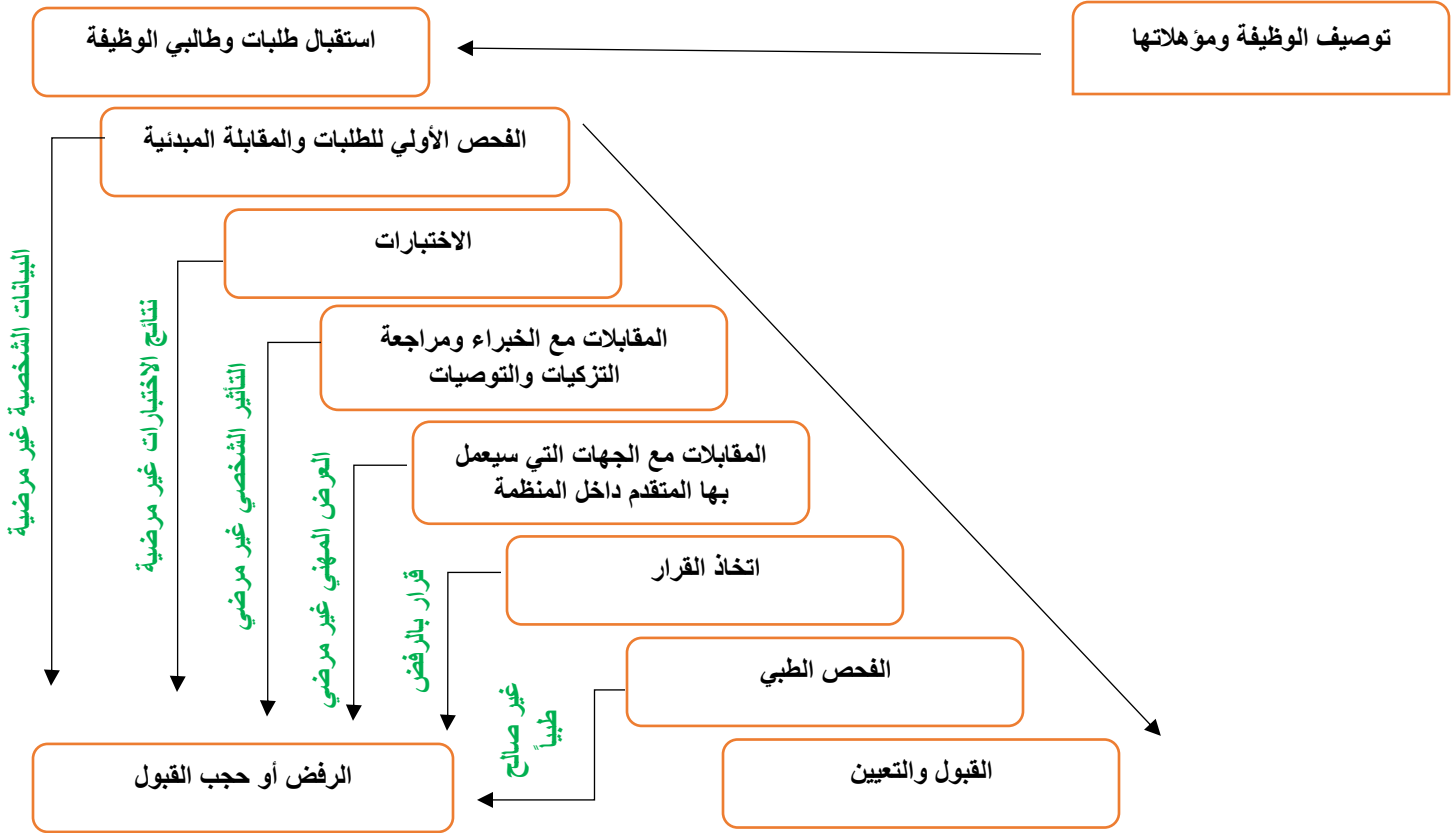 توصيف الوظيفة ومؤهلاتها
استقبال طلبات وطالبي الوظيفة
الفحص الأولي للطلبات والمقابلة المبدئية
الاختبارات
المقابلات مع الخبراء ومراجعة
التزكيات والتوصيات
المقابلات مع الجهات التي سيعمل
بها المتقدم داخل المنظمة
اتخاذ القرار
الفحص الطبي
القبول والتعيين
الرفض أو حجب القبول
البيانات الشخصية غير مرضية
نتائج الاختبارات غير مرضية
التأثير الشخصي غير مرضي
العرض المهني غير مرضي
قرار بالرفض
غير صالح
طبياً